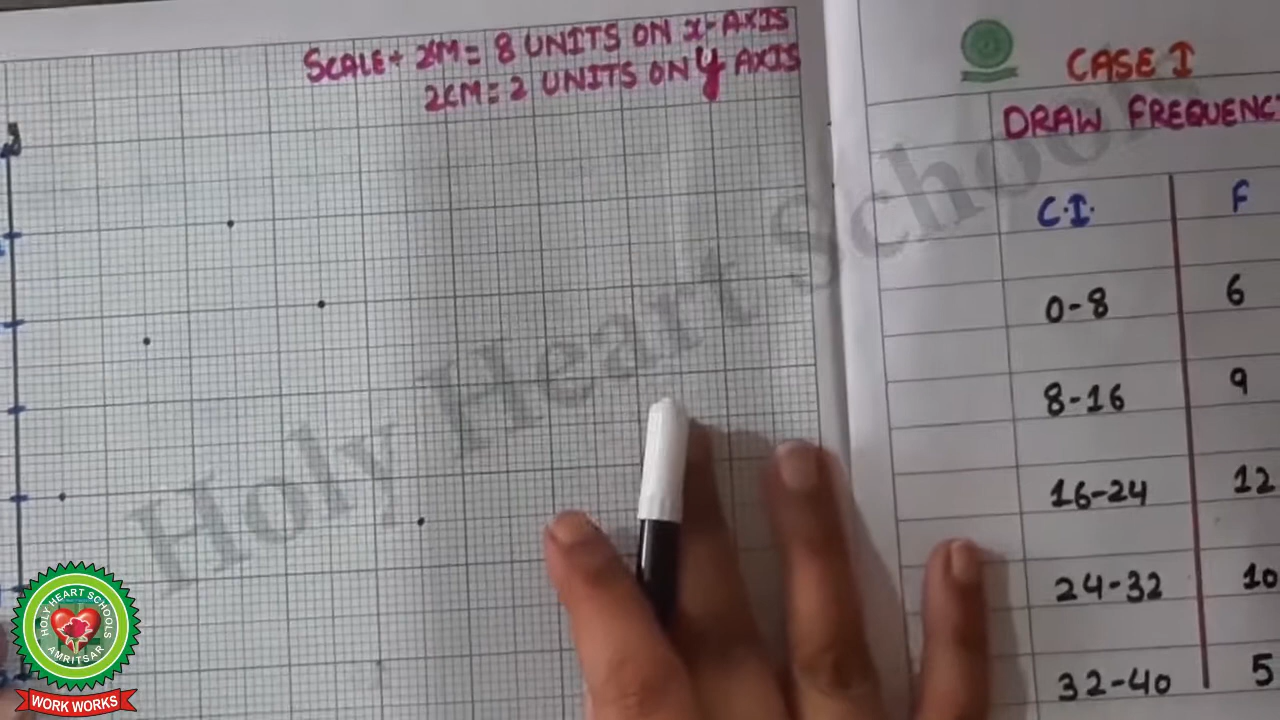 SCALE ÷ 2CM = 8 UNITS ON x-AXIS
2CM = 2 UNITS ON y AXIS
CASE I
DRAW FREQUENC
C.I. F
0-8 6
8-16 9
16-24 12
24-32 10
32-40 5
Holy Heart School
HOLY HEART SCHOOLS
AMRITSAR
WORK WORKS